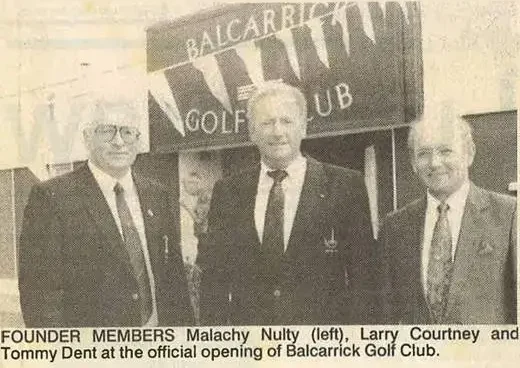 BALCARRICK
GOLF CLUB
FOUNDER MEMBERS Malachy Nulty (left), Larry Courtney and
Tommy Dent at the official opening of Balcarrick Golf Club.